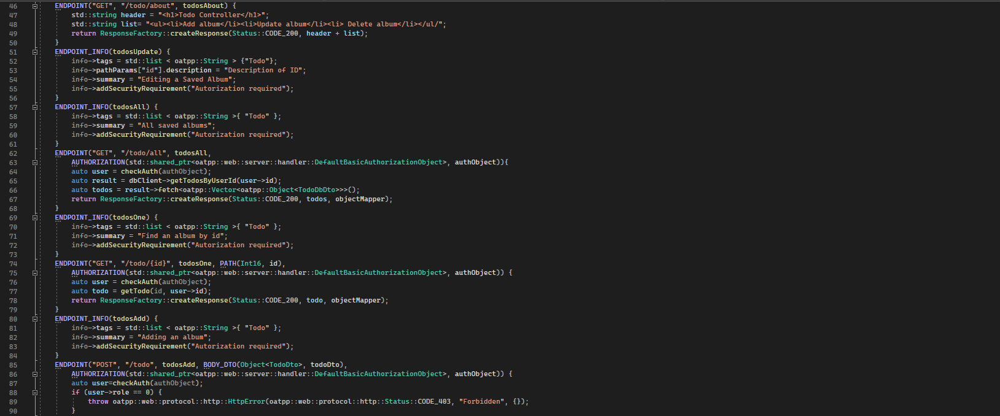 46 ENDPOINT("GET", "/todo/about", todosAbout) {
47 std::string header = "<h1>Todo Controller</h1>";
48 std::string list= "<ul><li>Add album</li><li>Update album</li><li> Delete album</li></ul/";
49 return ResponseFactory::createResponse(Status::CODE_200, header + list);
50 }
51 ENDPOINT_INFO(todosUpdate) {
52 info->tags = std::list < oatpp::String > {"Todo"};
53 info->pathParams["id"].description = "Description of ID";
54 info->summary = "Editing a Saved Album";
55 info->addSecurityRequirement("Autorization required");
56 }
57 ENDPOINT_INFO(todosAll) {
58 info->tags = std::list < oatpp::String >{ "Todo" };
59 info->summary = "All saved albums";
60 info->addSecurityRequirement("Autorization required");
61 }
62 ENDPOINT("GET", "/todo/all", todosAll,
63 AUTHORIZATION(std::shared_ptr<oatpp::web::server::handler::DefaultBasicAuthorizationObject>, authObject)){
64 auto user = checkAuth(authObject);
65 auto result = dbClient->getTodosByUserId(user->id);
66 auto todos = result->fetch<oatpp::Vector<oatpp::Object<TodoDbDto>>>();
67 return ResponseFactory::createResponse(Status::CODE_200, todos, objectMapper);
68 }
69 ENDPOINT_INFO(todosOne) {
70 info->tags = std::list < oatpp::String >{ "Todo" };
71 info->summary = "Find an album by id";
72 info->addSecurityRequirement("Autorization required");
73 }
74 ENDPOINT("GET", "/todo/{id}", todosOne, PATH(Int16, id),
75 AUTHORIZATION(std::shared_ptr<oatpp::web::server::handler::DefaultBasicAuthorizationObject>, authObject)) {
76 auto user = checkAuth(authObject);
77 auto todo = getTodo(id, user->id);
78 return ResponseFactory::createResponse(Status::CODE_200, todo, objectMapper);
79 }
80 ENDPOINT_INFO(todosAdd) {
81 info->tags = std::list < oatpp::String >{ "Todo" };
82 info->summary = "Adding an album";
83 info->addSecurityRequirement("Autorization required");
84 }
85 ENDPOINT("POST", "/todo", todosAdd, BODY_DTO(Object<TodoDto>, todoDto),
86 AUTHORIZATION(std::shared_ptr<oatpp::web::server::handler::DefaultBasicAuthorizationObject>, authObject)) {
87 auto user=checkAuth(authObject);
88 if (user->role == 0) {
89 throw oatpp::web::protocol::http::HttpError(oatpp::web::protocol::http::Status::CODE_403, "Forbidden", {});
90 }